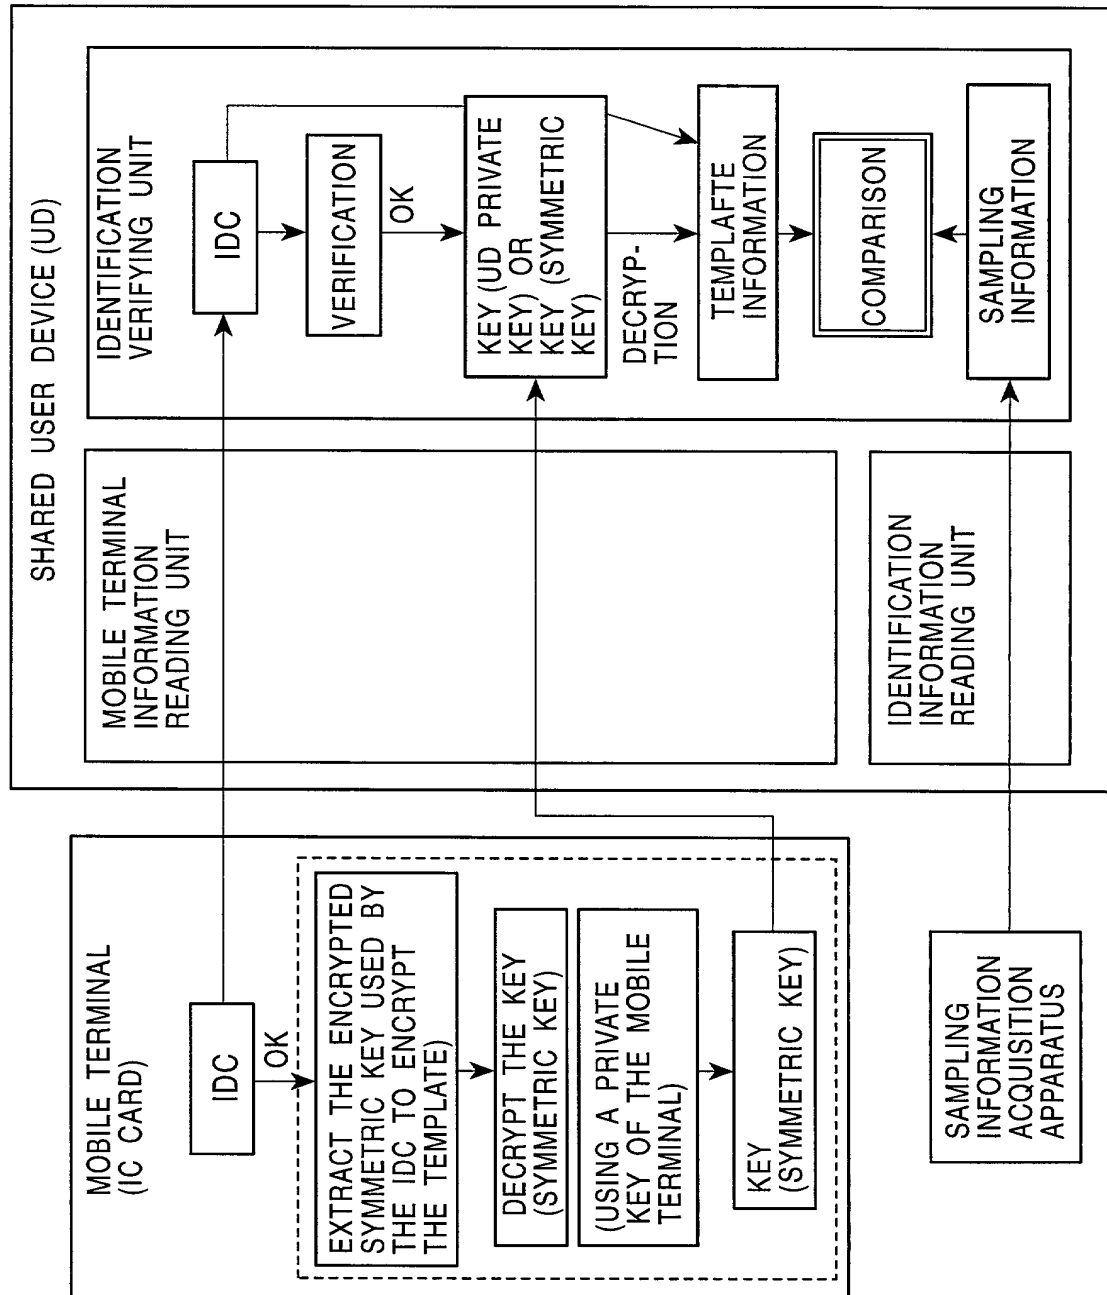 SHARED USER DEVICE (UD)
MOBILE TERMINAL
(IC CARD)
IDC
OK
EXTRACT THE ENCRYPTED
SYMMETRIC KEY USED BY
THE IDC TO ENCRYPT
THE TEMPLATE)
DECRYPT THE KEY
(SYMMETRIC KEY)
(USING A PRIVATE
KEY OF THE MOBILE
TERMINAL)
KEY
(SYMMETRIC KEY)
SAMPLING
INFORMATION
ACQUISITION
APPARATUS
MOBILE TERMINAL
INFORMATION
READING UNIT
IDENTIFICATION
INFORMATION
READING UNIT
IDENTIFICATION
VERIFYING UNIT
IDC
VERIFICATION
OK
KEY (UD PRIVATE
KEY) OR
KEY (SYMMETRIC
KEY)
DECRYP-
TION
TEMPLAFTE
INFORMATION
COMPARISON
SAMPLING
INFORMATION